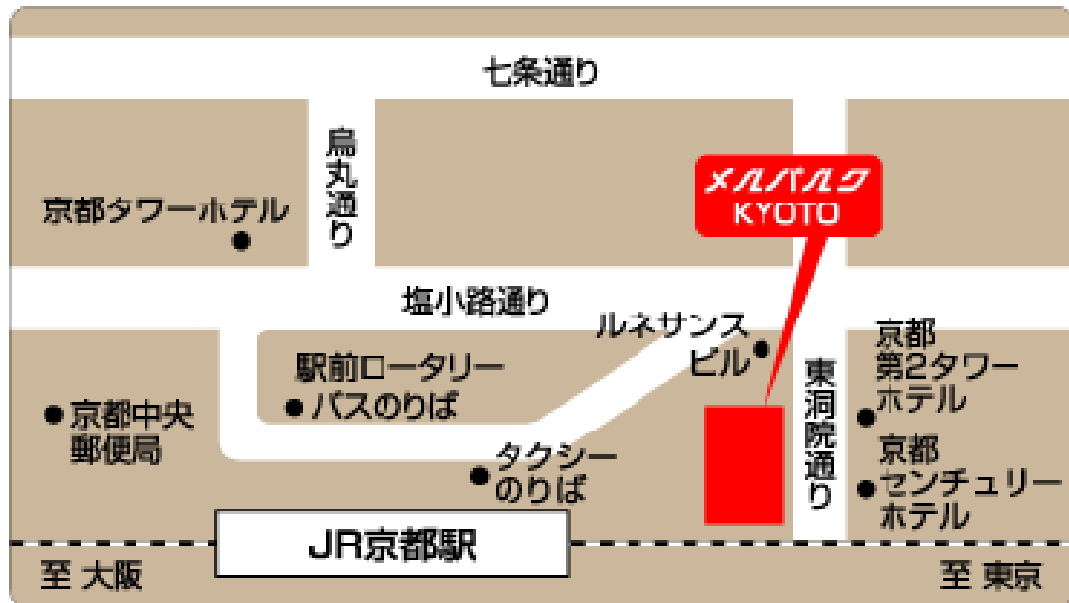 七条通り
烏丸通り
メルパルク
KYOTO
京都タワーホテル
塩小路通り
ルネサンス
ビル
京都
第2タワー
ホテル
駅前ロータリー
バスのりば
東洞院通り
京都中央
郵便局
タクシー
のりば
京都
センチュリー
ホテル
JR京都駅
至 大阪
至 東京